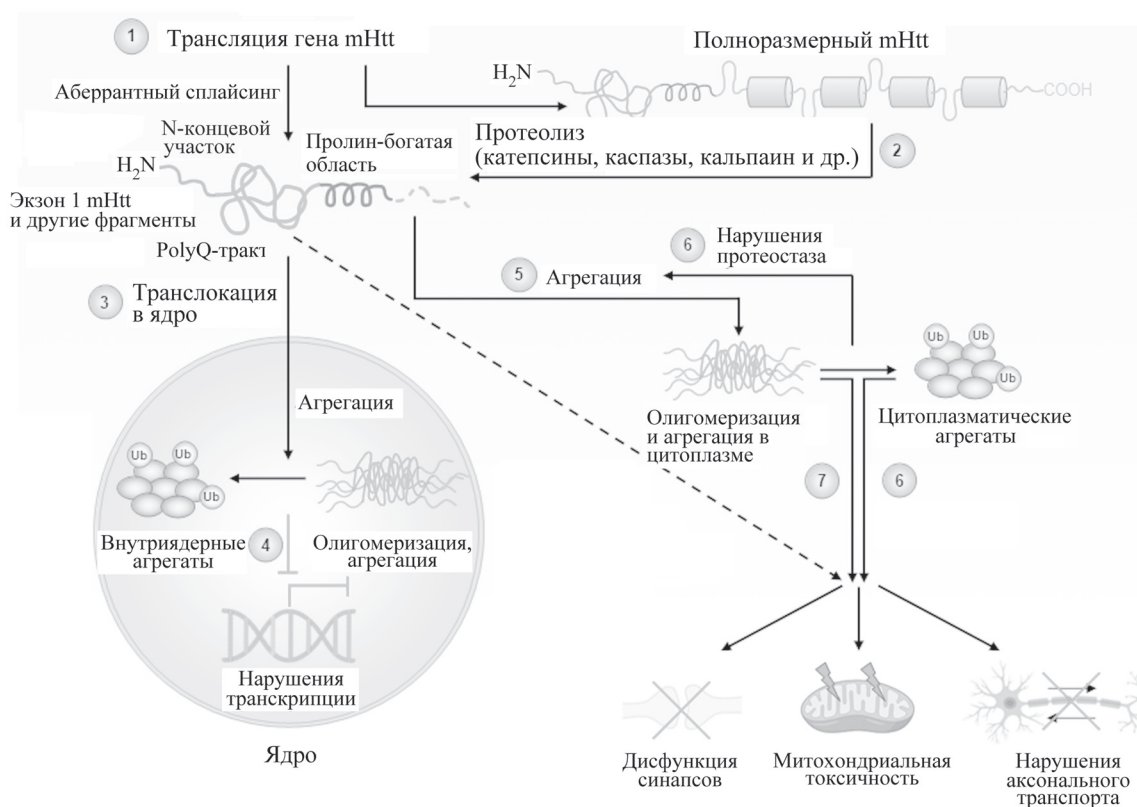 1 Трансляция гена mHtt
Полноразмерный mHtt
H2N
COOH
Аберрантный сплайсинг
N-концевой
участок
Пролин-богатая
область
Протеолиз
(катепсины, каспазы, кальпаин и др.)
2
H2N
Экзон 1 mHtt
и другие фрагменты
PolyQ-тракт
6 Нарушения
протеостаза
5 Агрегация
3 Транслокация
в ядро
Ub Ub
Ub
Олигомеризация
и агрегация в
цитоплазме
Цитоплазматические
агрегаты
Агрегация
Ub Ub
Ub
7 6
Внутриядерные
агрегаты
4
Олигомеризация,
агрегация
Нарушения
транскрипции
Ядро
Дисфункция
синапсов
Митохондриальная
токсичность
Нарушения
аксонального
транспорта